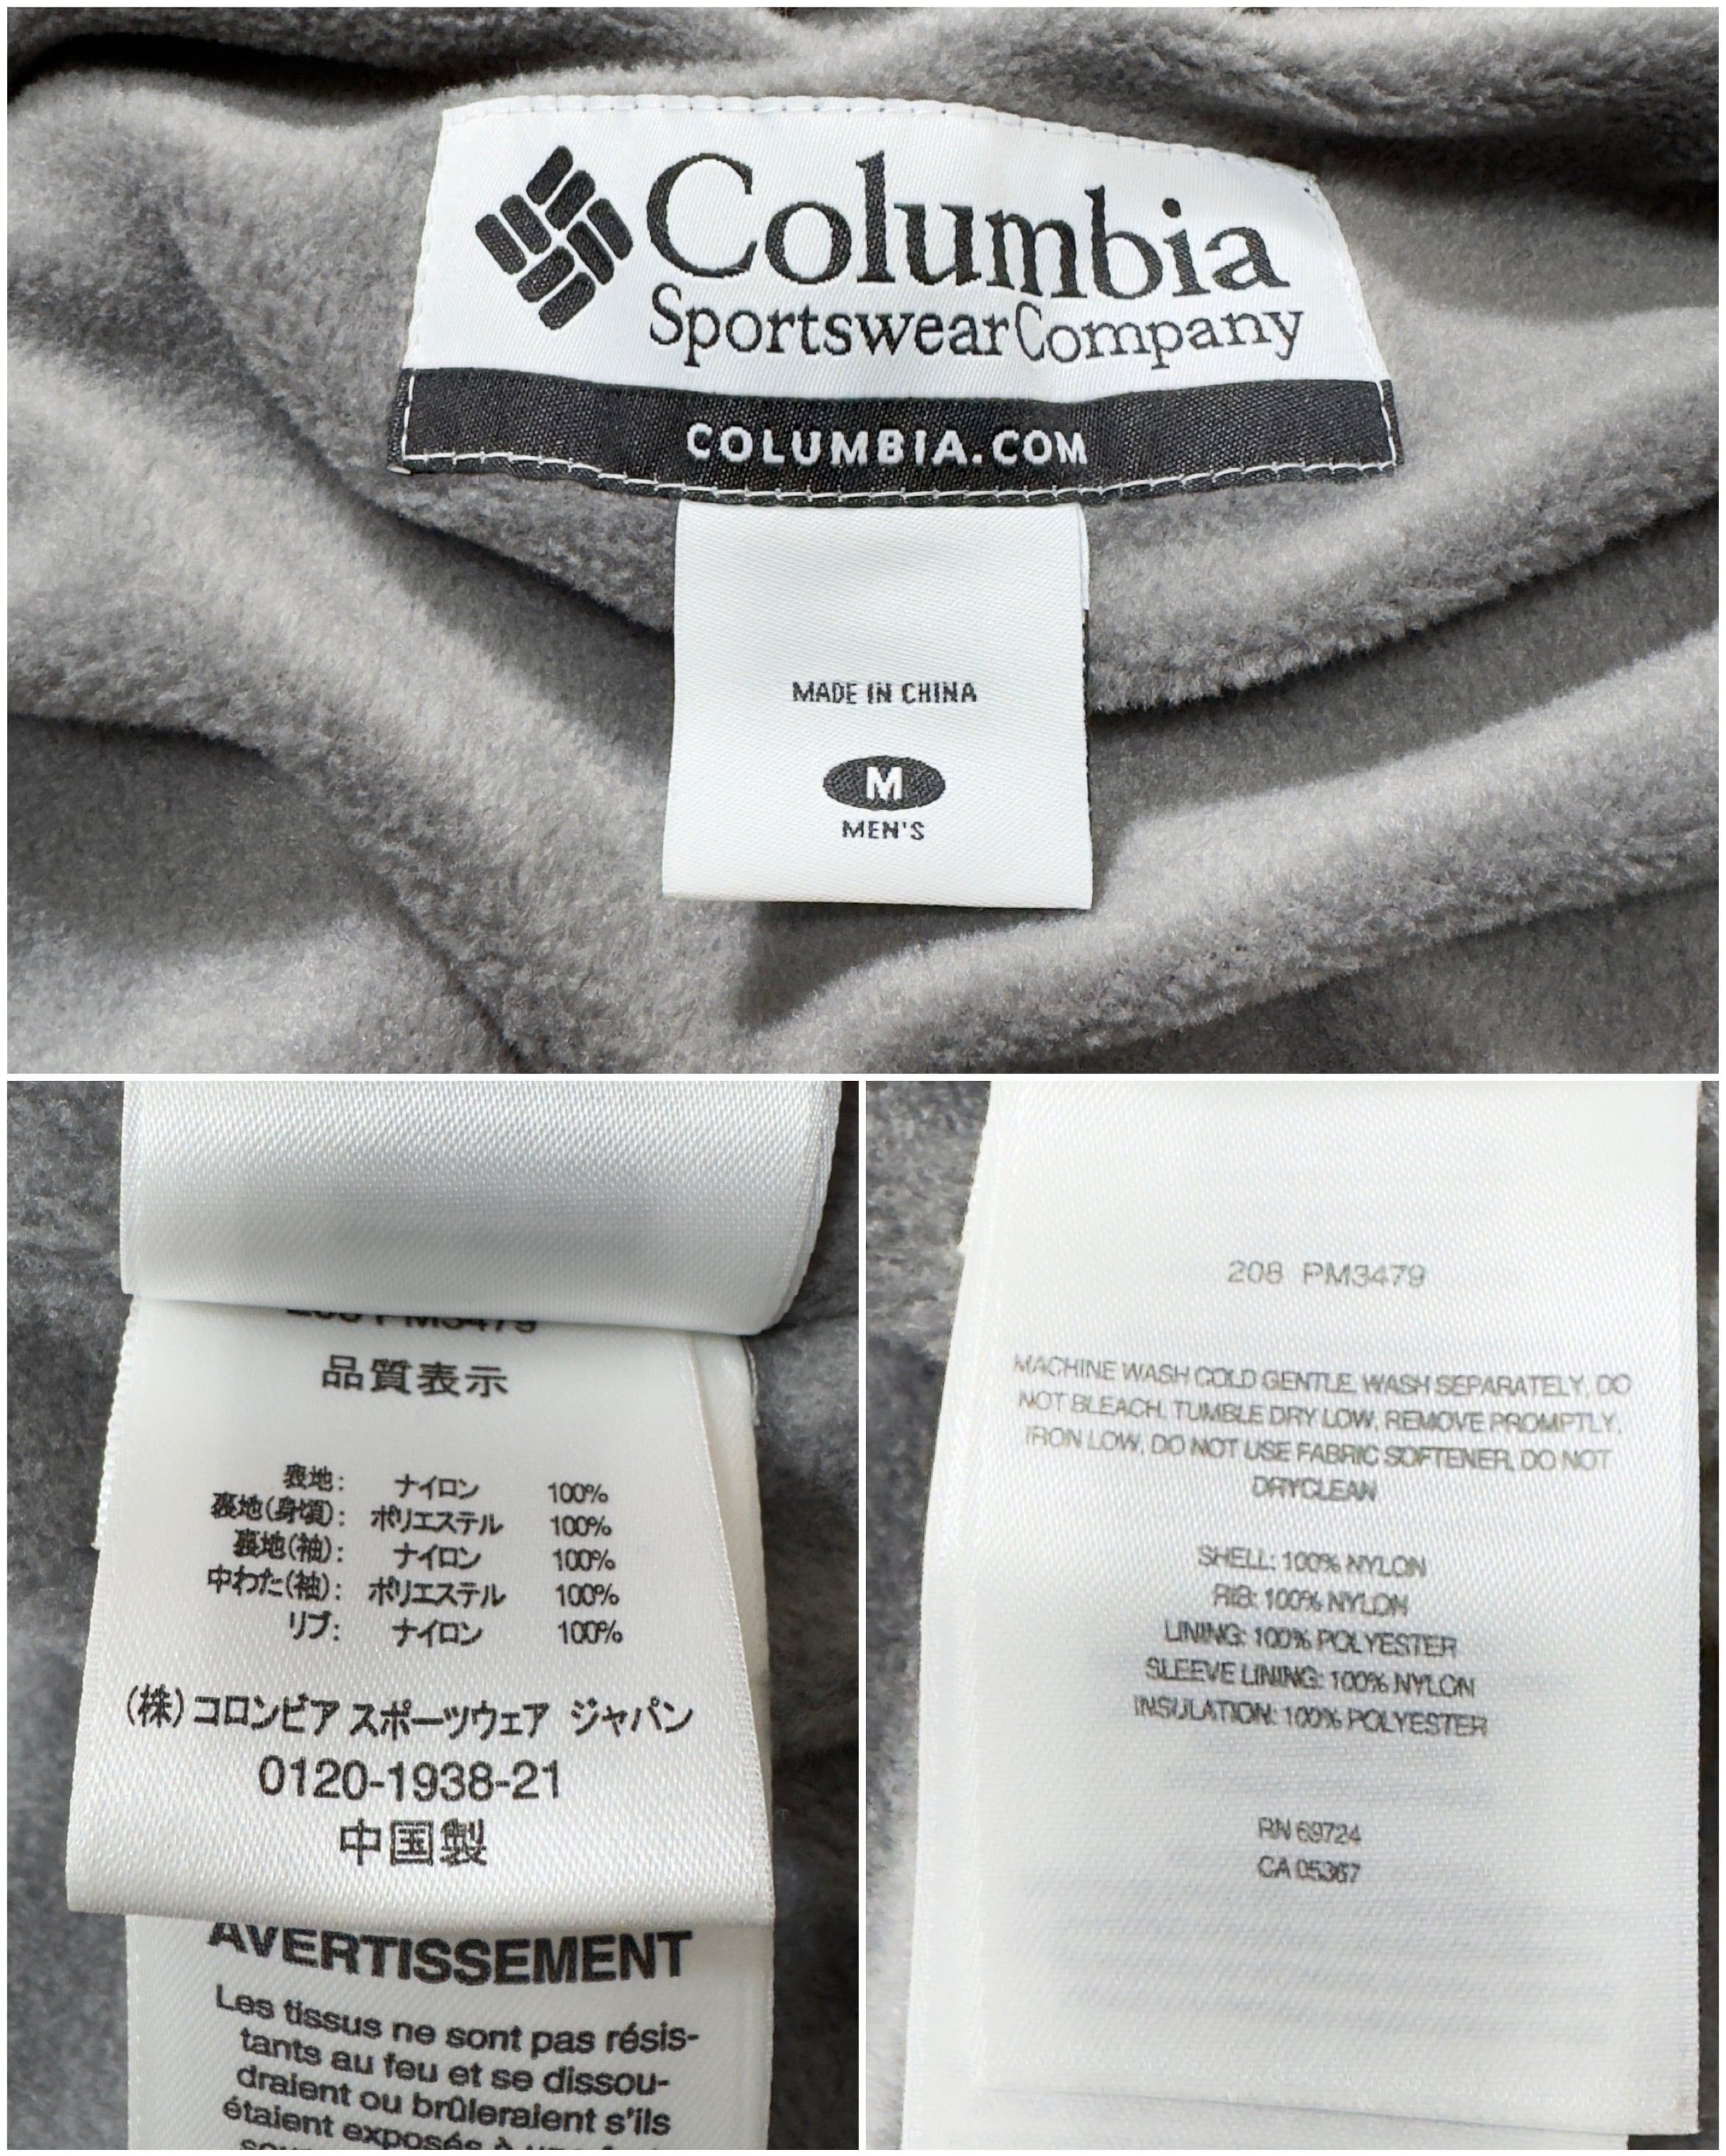 Columbia
Sportswear Company
COLUMBIA.COM
MADE IN CHINA
M
MEN'S
品質表示
表地: ナイロン 100%
裏地(身頃): ポリエステル 100%
裏地(袖): ナイロン 100%
中わた(袖): ポリエステル 100%
リブ: ナイロン 100%
(株)コロンビア スポーツウェア ジャパン
0120-1938-21
中国製
AVERTISSEMENT
Les tissus ne sont pas résis-
tants au feu et se dissou-
draient ou brûleraient s'ils
étaient exposés à
208 PM3479
MACHINE WASH COLD GENTLE, WASH SEPARATELY, DO
NOT BLEACH, TUMBLE DRY LOW, REMOVE PROMPTLY,
IRON LOW, DO NOT USE FABRIC SOFTENER, DO NOT
DRYCLEAN
SHELL: 100% NYLON
RIB: 100% NYLON
LINING: 100% POLYESTER
SLEEVE LINING: 100% NYLON
INSULATION: 100% POLYESTER
RN 69724
CA 05367